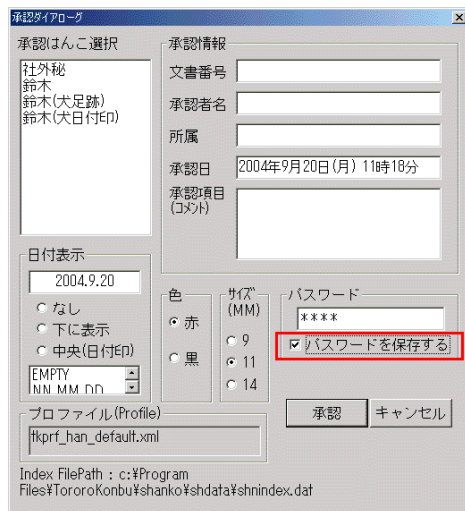 承認ダイアローグ
承認はんこ選択
社外秘
鈴木
鈴木(犬足跡)
鈴木(犬日付印)
承認情報
文書番号
承認者名
所属
承認日 2004年9月20日(月) 11時18分
承認項目
(コメント)
日付表示
2004.9.20
なし
下に表示
中央(日付印)
EMPTY
NN MM DD
色
赤
黒
サイズ
(MM)
9
11
14
パスワード
****
パスワードを保存する
承認 キャンセル
プロファイル(Profile)
tkprf_han_default.xml
Index FilePath : c:¥Program
Files¥TororoKonbu¥shanko¥shdata¥shnindex.dat